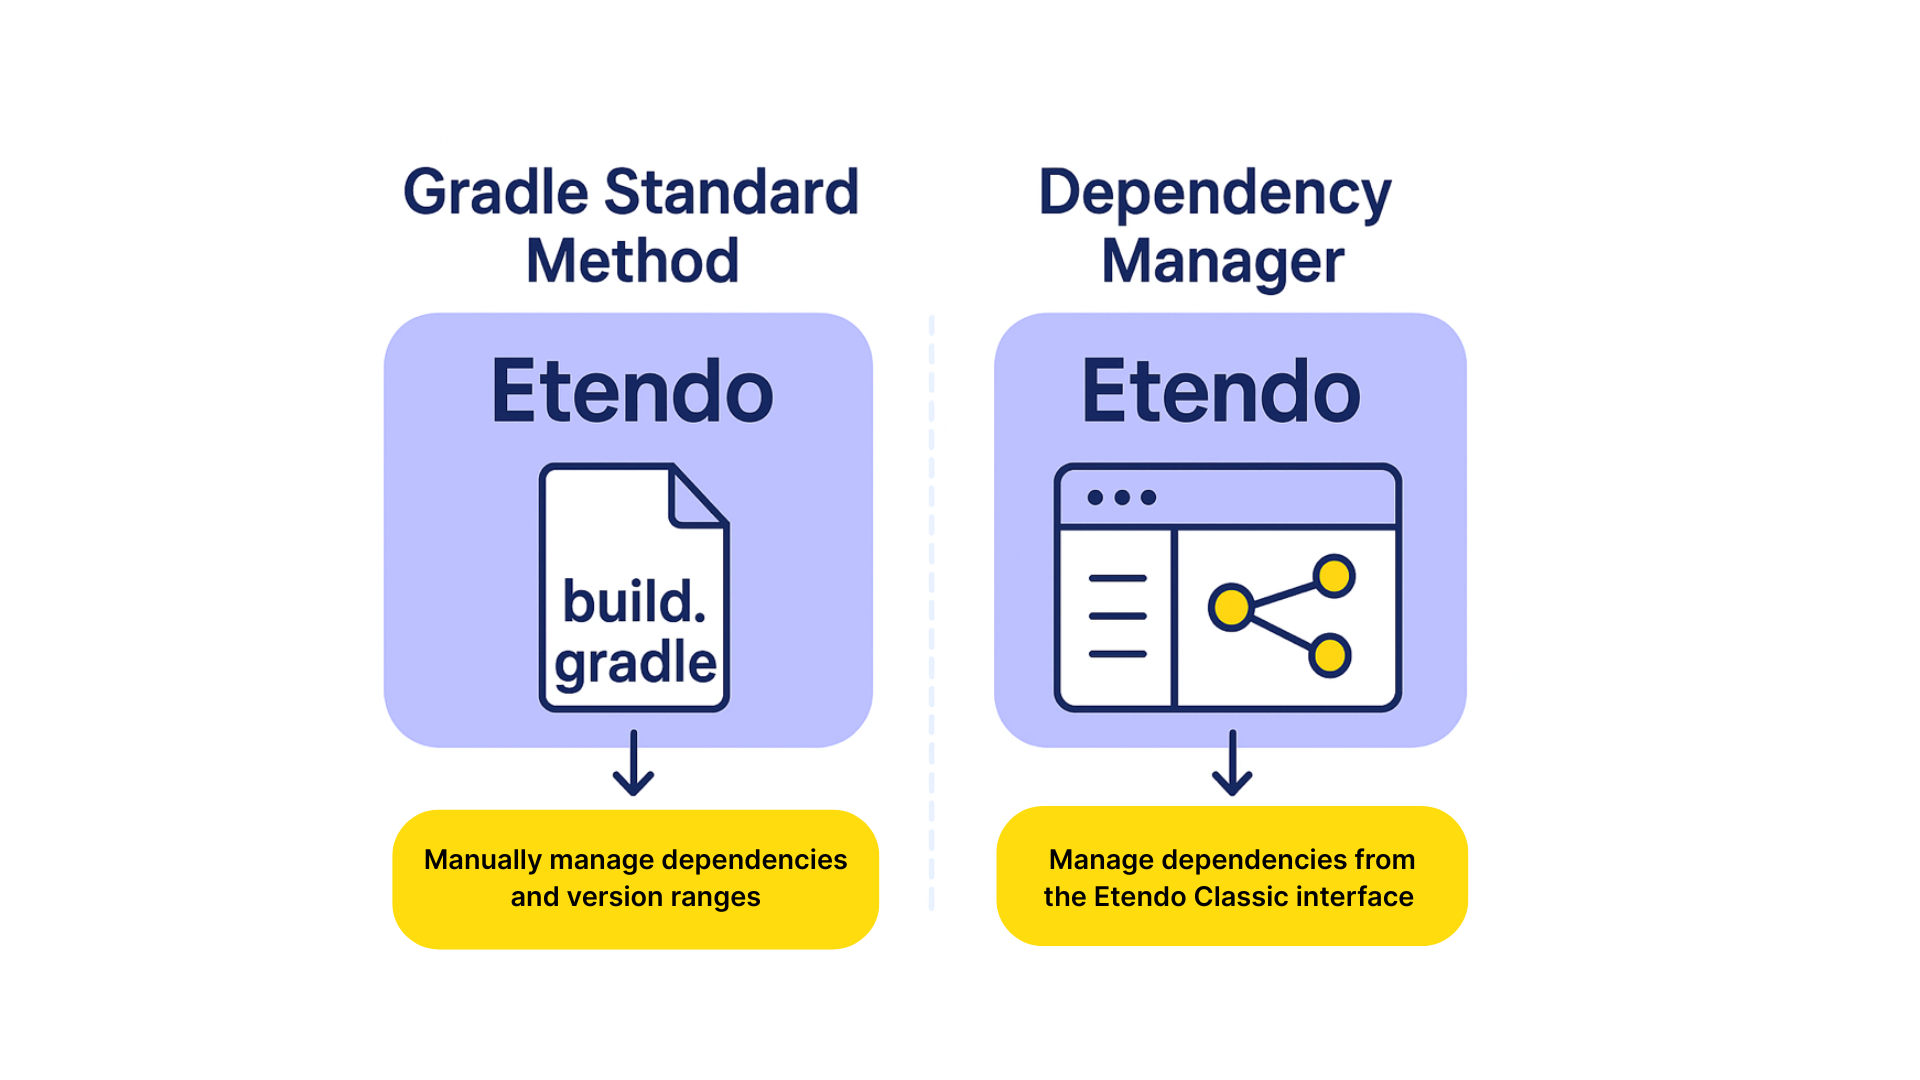 Gradle Standard
Method
Etendo
build.
gradle
Manually manage dependencies
and version ranges
Dependency
Manager
Etendo
Manage dependencies from
the Etendo Classic interface